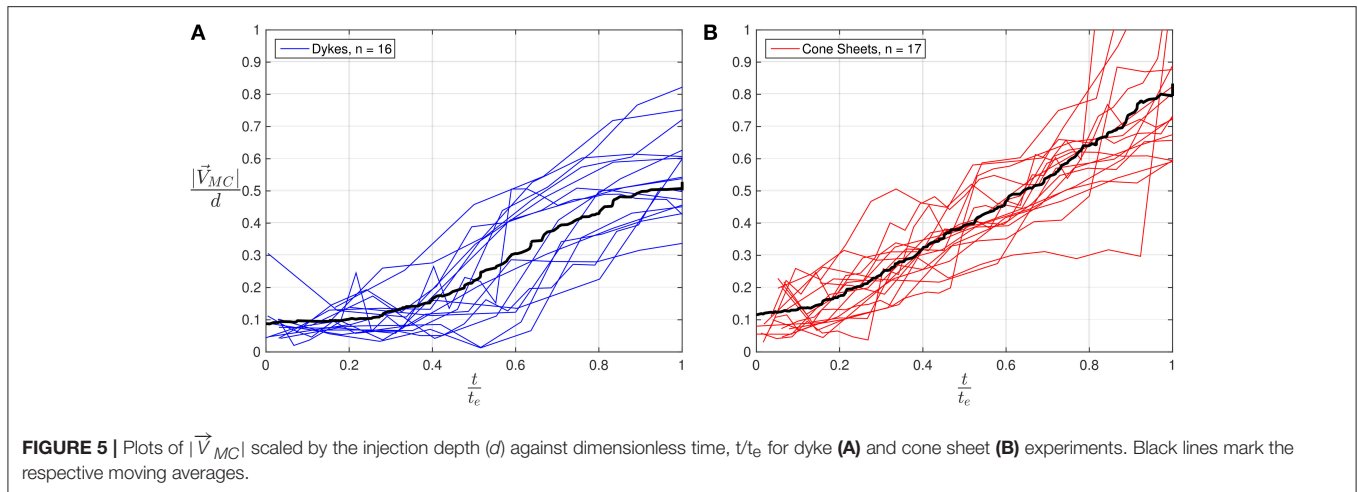 A
Dykes, n = 16
1
0.9
0.8
0.7
0.6
0.5
0.4
0.3
0.2
0.1
0
|V⃗_MC|
d
0 0.2 0.4 0.6 0.8 1
t
t_e
B
Cone Sheets, n = 17
1
0.9
0.8
0.7
0.6
0.5
0.4
0.3
0.2
0.1
0
0 0.2 0.4 0.6 0.8 1
t
t_e
FIGURE 5 | Plots of |V⃗_MC| scaled by the injection depth (d) against dimensionless time, t/t_e for dyke (A) and cone sheet (B) experiments. Black lines mark the
respective moving averages.